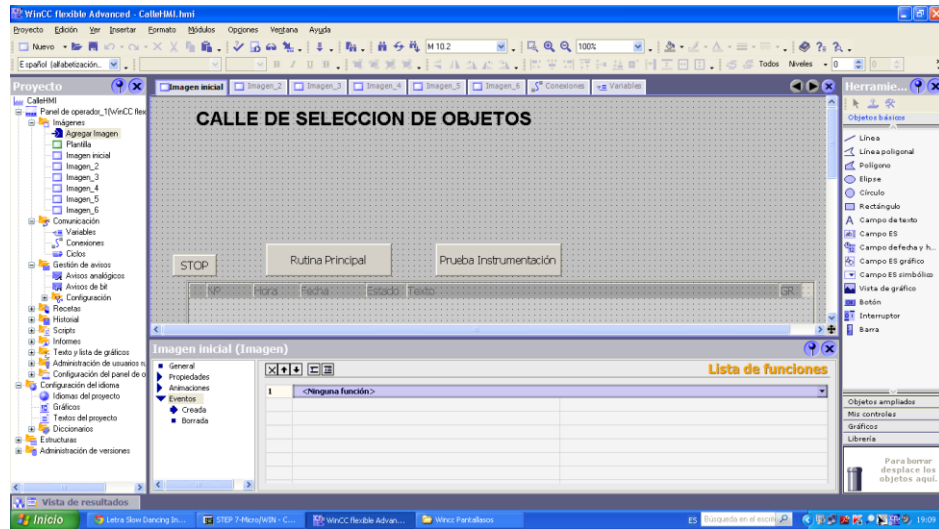 WinCC flexible Advanced - CalleHMI.hmi
Proyecto Edición Ver Insertar Formato Módulos Opciones Ventana Ayuda
Nuevo M 10.2 100%
Español (alfabetización... Todos Niveles 0 0
Proyecto
CalleHMI
Panel de operador_1(WinCC flex
Imágenes
Agregar Imagen
Plantilla
Imagen inicial
Imagen_2
Imagen_3
Imagen_4
Imagen_5
Imagen_6
Comunicación
Variables
Conexiones
Ciclos
Gestión de avisos
Avisos analógicos
Avisos de bit
Configuración
Recetas
Historial
Scripts
Informes
Texto y lista de gráficos
Administración de usuarios ru
Configuración del panel de o
Configuración del idioma
Idiomas del proyecto
Gráficos
Textos del proyecto
Diccionarios
Estructuras
Administración de versiones
Imagen inicial Imagen_2 Imagen_3 Imagen_4 Imagen_5 Imagen_6 Conexiones Variables
CALLE DE SELECCION DE OBJETOS
STOP Rutina Principal Prueba Instrumentación
Nº Hora Fecha Estado Texto GR
Imagen inicial (Imagen)
General
Propiedades
Animaciones
Eventos
Creada
Borrada
Lista de funciones
1 <Ninguna función>
Herramie...
Objetos básicos
Línea
Línea poligonal
Polígono
Elipse
Círculo
Rectángulo
Campo de texto
Campo ES
Campo de fecha y h...
Campo ES gráfico
Campo ES simbólico
Vista de gráfico
Botón
Interruptor
Barra
Objetos ampliados
Mis controles
Gráficos
Librería
Para borrar
desplace los
objetos aquí.
Vista de resultados
Inicio Letra Slow Dancing In... STEP 7-Micro/WIN - C... WinCC flexible Advan... Wincc Pantallasos ES Búsqueda en el escrit 19:09